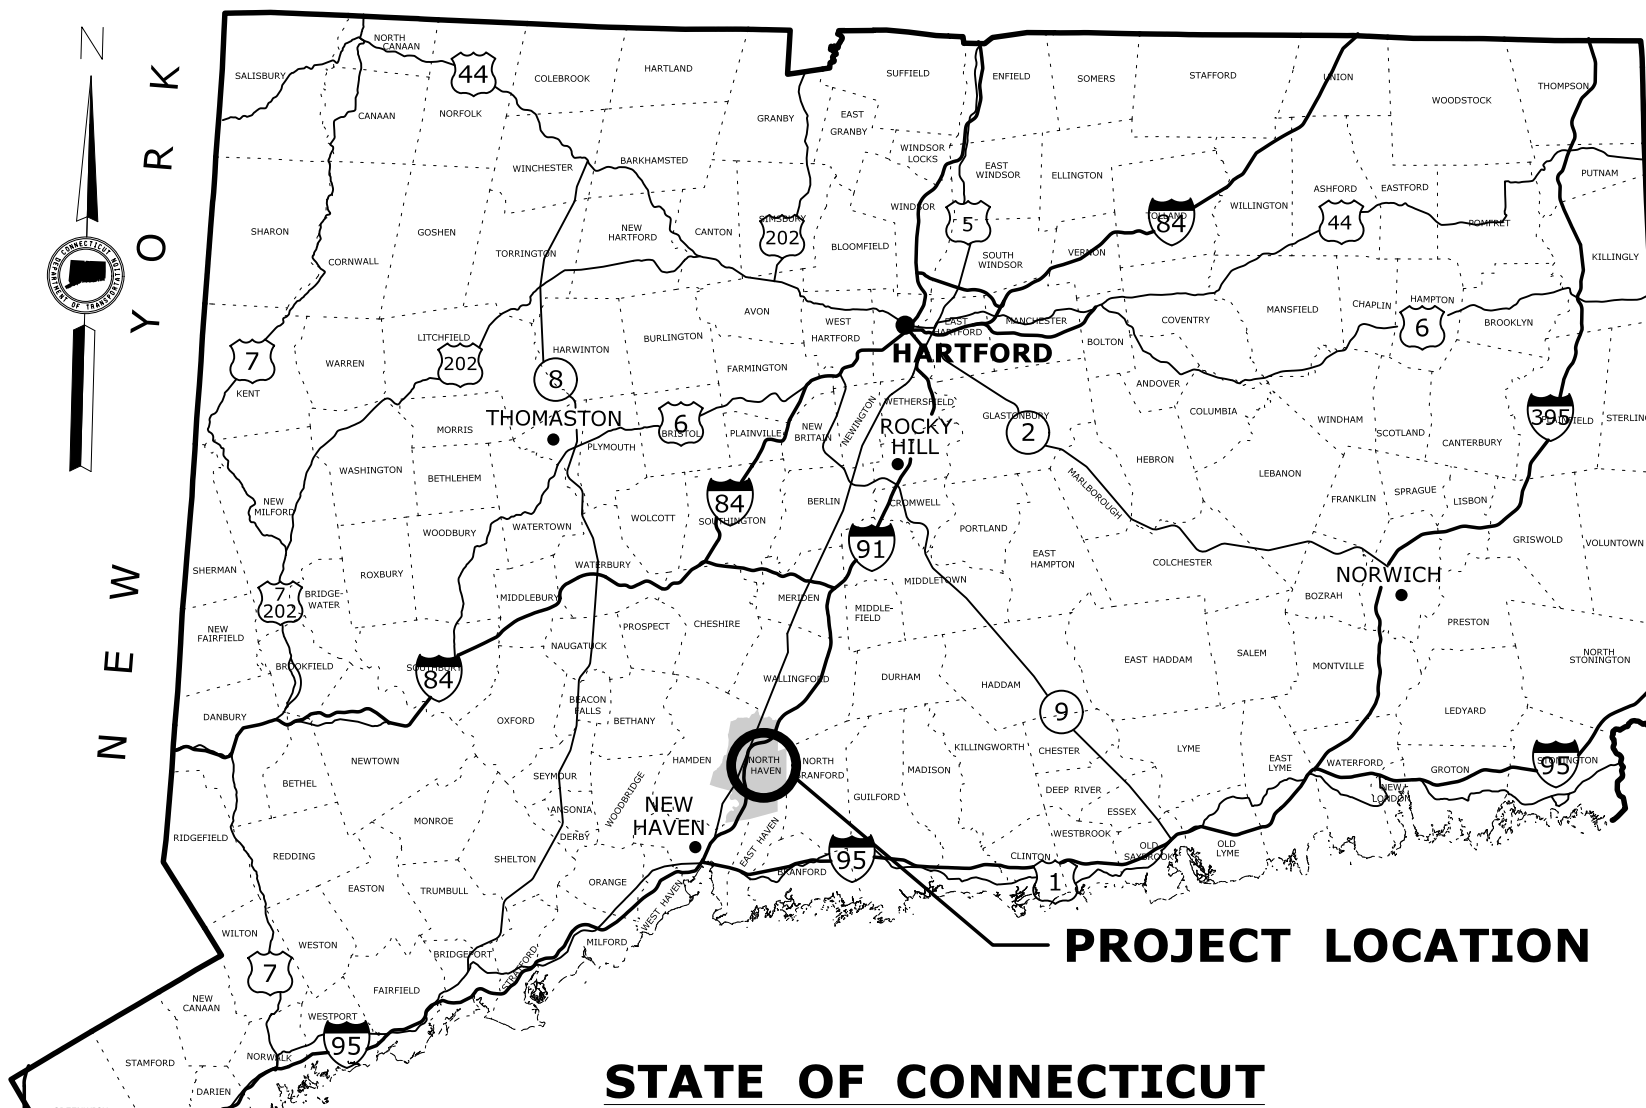 N
NORTH
CANAAN
SALISBURY
44
COLEBROOK
HARTLAND
SUFFIELD
ENFIELD
SOMERS
STAFFORD
UNION
WOODSTOCK
THOMPSON
CANAAN
NORFOLK
GRANBY
EAST
GRANBY
WINCHESTER
BARKHAMSTED
WINDSOR
LOCKS
EAST
WINDSOR
ELLINGTON
PUTNAM
ASHFORD
EASTFORD
WINDSOR
TOLLAND
84
WILLINGTON
44
POMFRET
SIMSBURY
202
5
SHARON
GOSHEN
NEW
HARTFORD
CANTON
BLOOMFIELD
TORRINGTON
CORNWALL
SOUTH
WINDSOR
VERNON
KILLINGLY
CONNECTICUT
DEPARTMENT OF TRANSPORTATION
NEW YORK
AVON
WEST
HARTFORD
EAST
HARTFORD
MANCHESTER
COVENTRY
MANSFIELD
CHAPLIN
HAMPTON
6
BROOKLYN
LITCHFIELD
202
HARWINTON
BURLINGTON
HARTFORD
BOLTON
7
WARREN
8
FARMINGTON
ANDOVER
KENT
WETHERSFIELD
COLUMBIA
WINDHAM
SCOTLAND
395
PLAINFIELD
STERLING
THOMASTON
6
BRISTOL
MORRIS
PLYMOUTH
PLAINVILLE
NEW
BRITAIN
NEWINGTON
ROCKY
HILL
GLASTONBURY
2
CANTERBURY
WASHINGTON
BETHLEHEM
HEBRON
LEBANON
MARLBOROUGH
NEW
MILFORD
84
SOUTHINGTON
BERLIN
CROMWELL
FRANKLIN
SPRAGUE
LISBON
WOODBURY
WATERTOWN
WOLCOTT
91
PORTLAND
GRISWOLD
VOLUNTOWN
SHERMAN
ROXBURY
WATERBURY
EAST
HAMPTON
COLCHESTER
NORWICH
7
202
BRIDGE-
WATER
MIDDLEBURY
MERIDEN
MIDDLETOWN
BOZRAH
MIDDLE-
FIELD
NEW
FAIRFIELD
PROSPECT
CHESHIRE
PRESTON
NAUGATUCK
BROOKFIELD
SOUTHBURY
84
WALLINGFORD
DURHAM
HADDAM
EAST HADDAM
SALEM
MONTVILLE
NORTH
STONINGTON
DANBURY
OXFORD
BEACON
FALLS
BETHANY
9
LEDYARD
NEWTOWN
HAMDEN
NORTH
HAVEN
NORTH
BRANFORD
MADISON
KILLINGWORTH
CHESTER
LYME
EAST
LYME
WATERFORD
GROTON
95
STONINGTON
BETHEL
SEYMOUR
WOODBRIDGE
GUILFORD
DEEP RIVER
NEW
LONDON
MONROE
ANSONIA
NEW
HAVEN
ESSEX
RIDGEFIELD
DERBY
EAST HAVEN
WESTBROOK
REDDING
SHELTON
95
BRANFORD
CLINTON
OLD
SAYBROOK
OLD
LYME
EASTON
TRUMBULL
ORANGE
WEST HAVEN
1
WILTON
WESTON
BRIDGEPORT
STRATFORD
MILFORD
PROJECT LOCATION
7
NEW
CANAAN
FAIRFIELD
WESTPORT
95
STAMFORD
NORWALK
DARIEN
STATE OF CONNECTICUT